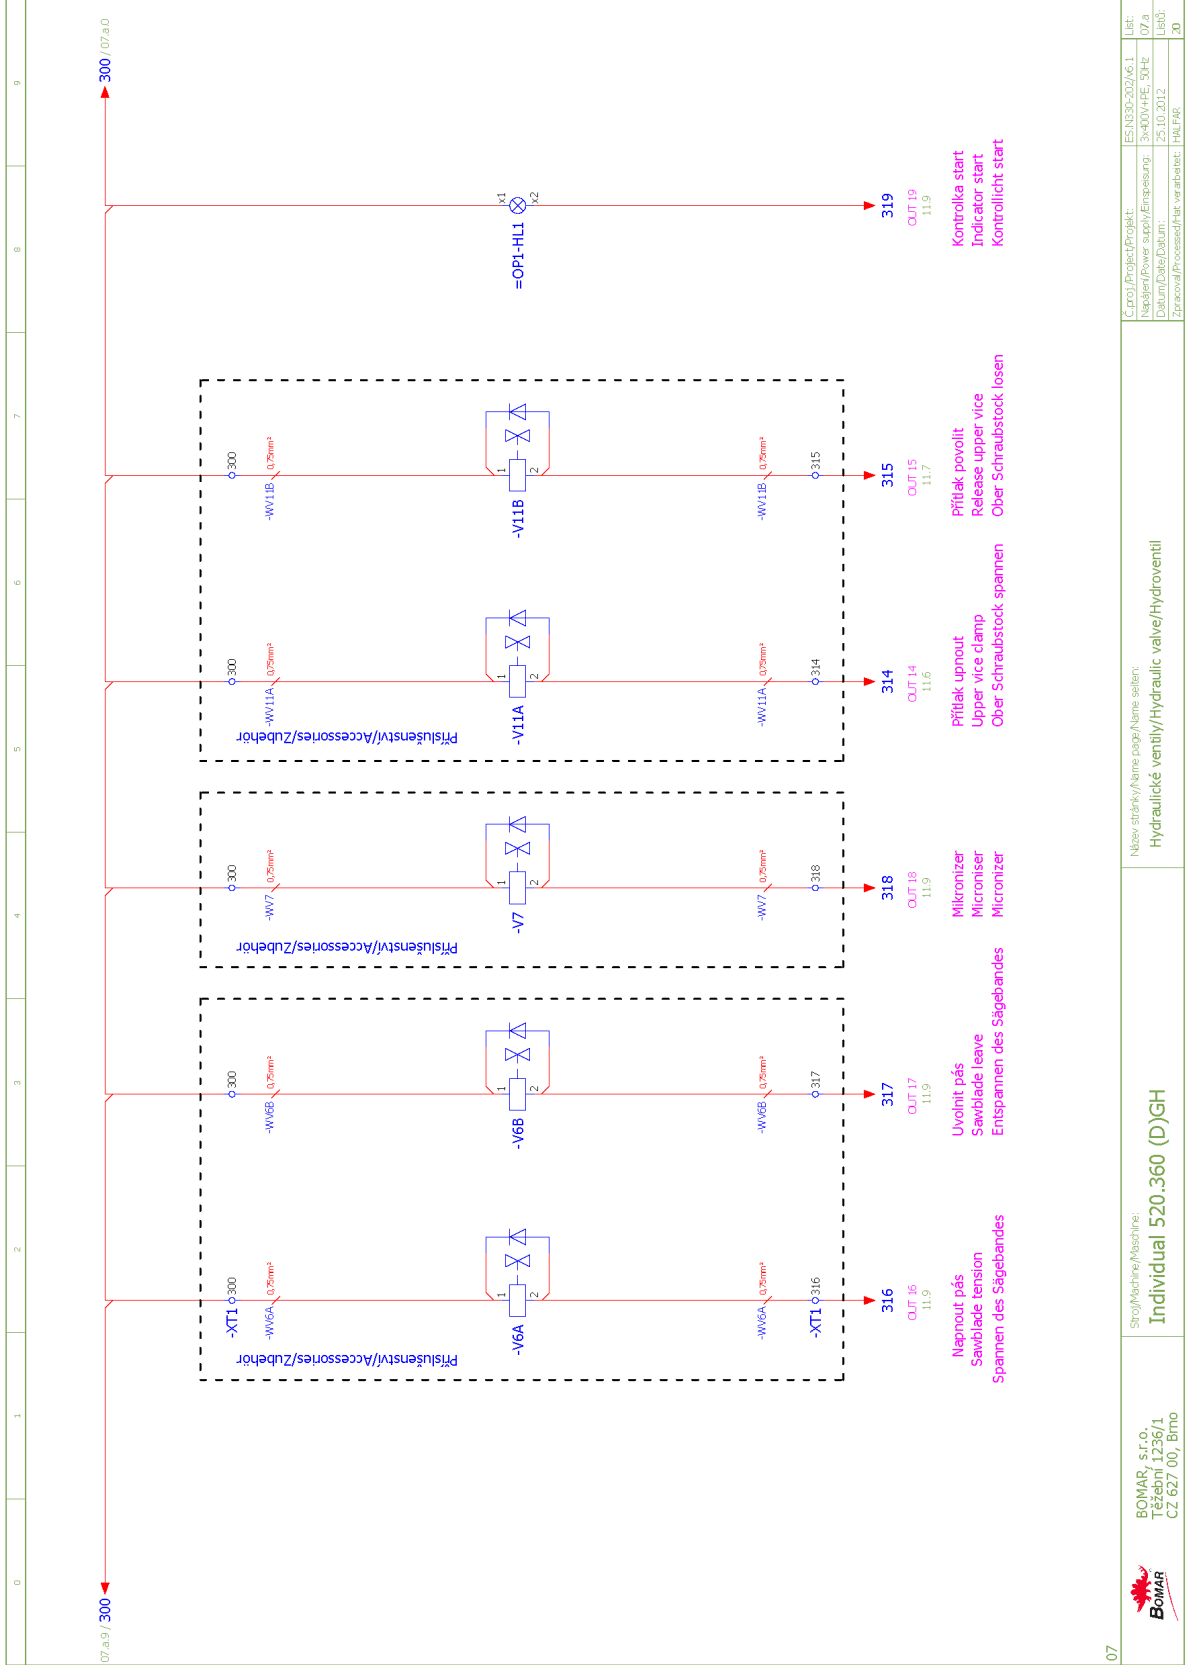 0
1
2
3
4
5
6
7
8
9
07.a.9 / 300
300 / 07.a.0
-XT1
300
-WV6A
0,75mm²
Příslušenství/Accessories/Zubehör
-V6A
1
2
-WV6A
0,75mm²
-XT1
316
316
OUT 16
11.9
Napnout pás
Sawblade tension
Spannen des Sägebandes
300
-WV6B
0,75mm²
-V6B
1
2
-WV6B
0,75mm²
317
317
OUT 17
11.9
Uvolnit pás
Sawblade leave
Entspannen des Sägebandes
300
-WV7
0,75mm²
Příslušenství/Accessories/Zubehör
-V7
1
2
-WV7
0,75mm²
318
318
OUT 18
11.9
Mikronizer
Microniser
Micronizer
300
-WV11A
0,75mm²
Příslušenství/Accessories/Zubehör
-V11A
1
2
-WV11A
0,75mm²
314
314
OUT 14
11.6
Přítlak upnout
Upper vice clamp
Ober Schraubstock spannen
300
-WV11B
0,75mm²
-V11B
1
2
-WV11B
0,75mm²
315
315
OUT 15
11.7
Přítlak povolit
Release upper vice
Ober Schraubstock losen
=OP1-HL1
x1
x2
319
OUT 19
11.9
Kontrolka start
Indicator start
Kontrollicht start
07
BOMAR
BOMAR, s.r.o.
Těžební 1236/1
CZ 627 00, Brno
Stroj/Machine/Maschine:
Individual 520.360 (D)GH
Název stránky/Name page/Name seiten:
Hydraulické ventily/Hydraulic valve/Hydroventil
Č.proj./Project/Projekt:
ES.N330-202/v6.1
Napájení/Power supply/Einspeisung:
3x400V+PE, 50Hz
Datum/Date/Datum:
25.10.2012
Zpracoval/Processed/Hat verarbeitet:
HALFAR
List:
07.a
Listů:
20